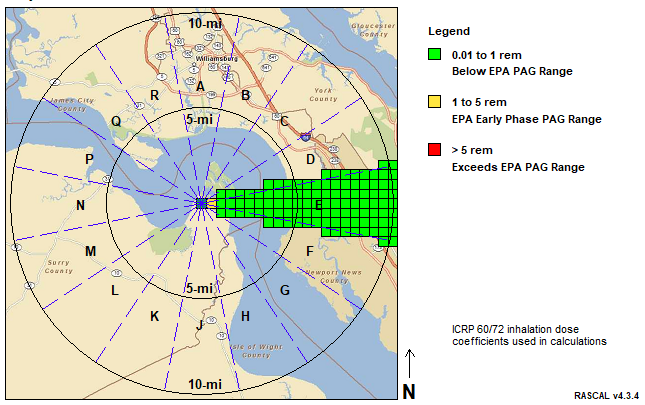 10-mi
Gloucester
County
Williamsburg
James City
County
York
County
R
A
B
Q
5-mi
C
P
D
N
E
M
F
Surry
County
Newport News
County
L
5-mi
G
K
J
H
Isle of Wight
County
10-mi
Legend
0.01 to 1 rem
Below EPA PAG Range
1 to 5 rem
EPA Early Phase PAG Range
> 5 rem
Exceeds EPA PAG Range
ICRP 60/72 inhalation dose
coefficients used in calculations
N
RASCAL v4.3.4